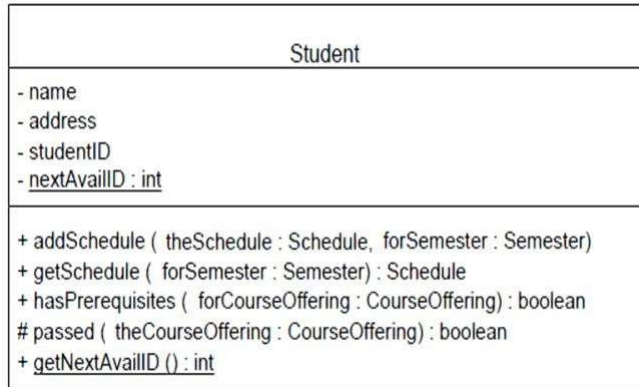 Student
- name
- address
- studentID
- nextAvailID : int
+ addSchedule ( theSchedule : Schedule, forSemester : Semester)
+ getSchedule ( forSemester : Semester) : Schedule
+ hasPrerequisites ( forCourseOffering : CourseOffering) : boolean
# passed ( theCourseOffering : CourseOffering) : boolean
+ getNextAvailID () : int